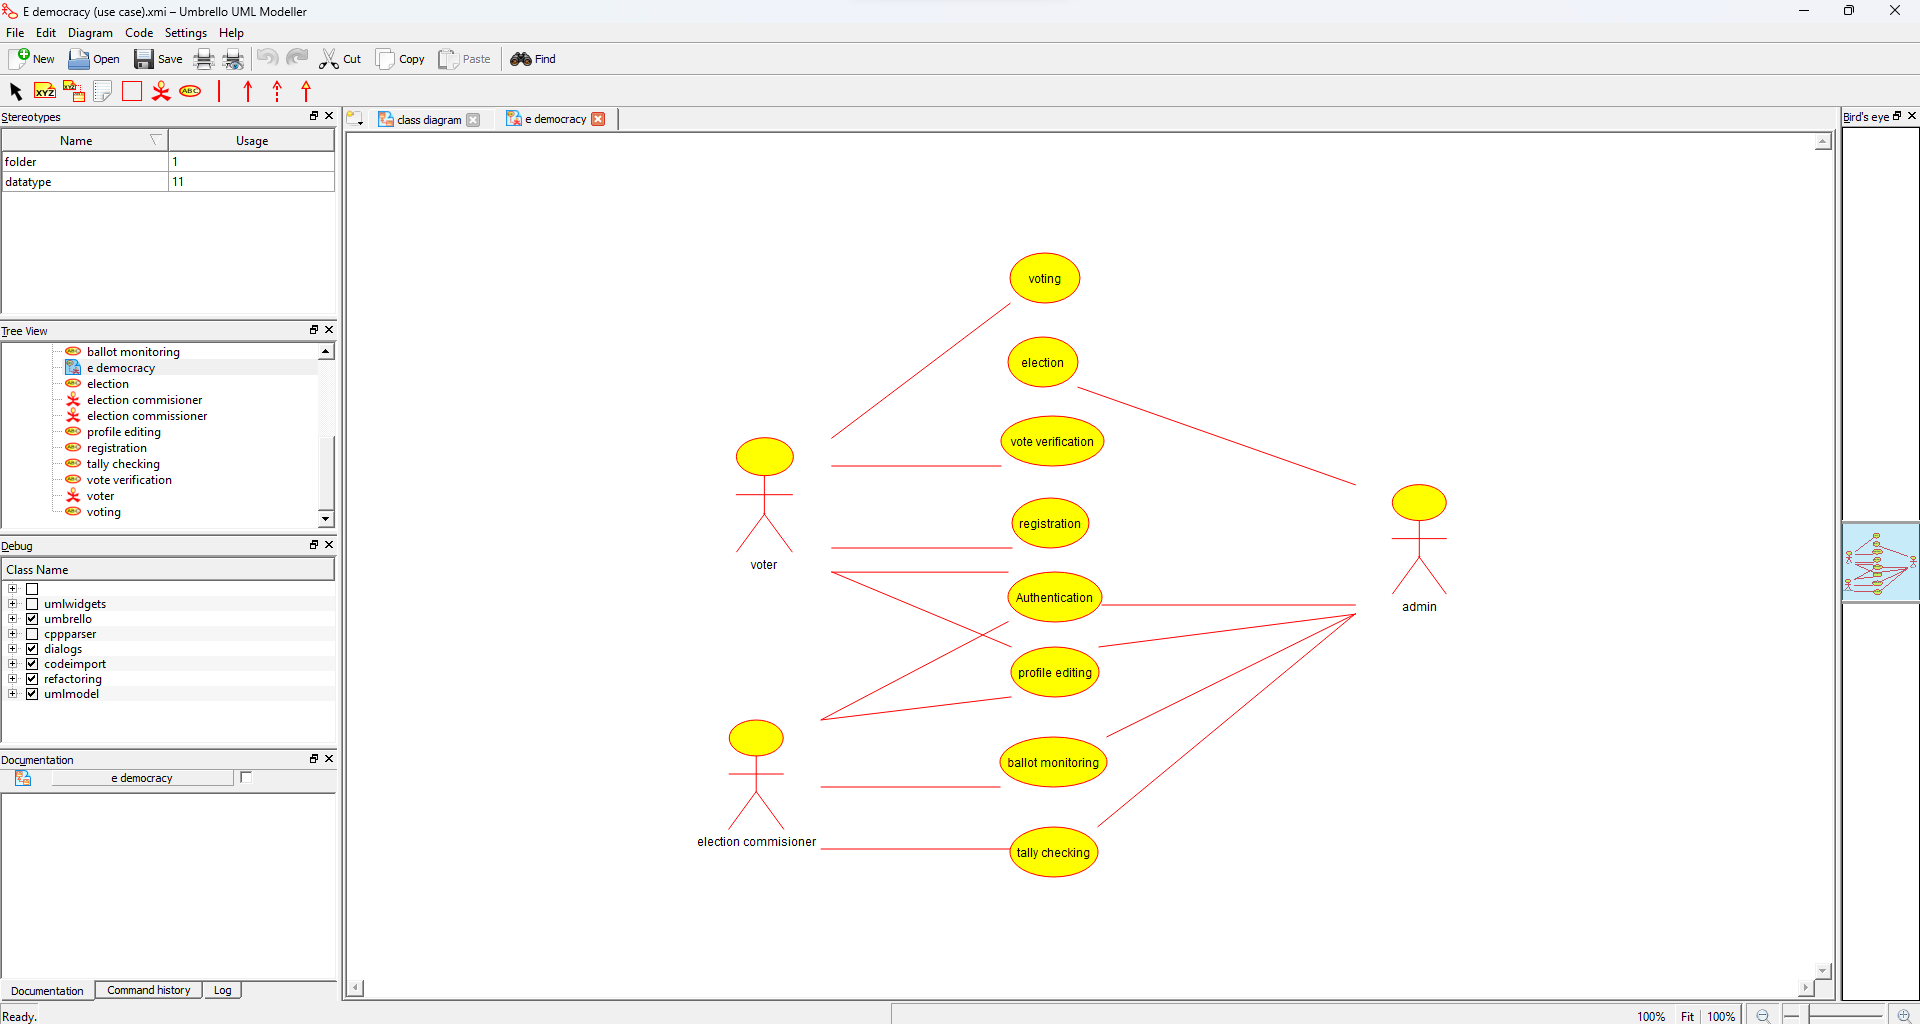 E democracy (use case).xmi – Umbrello UML Modeller
File Edit Diagram Code Settings Help
New Open Save Cut Copy Paste Find
XYZ XYZ ABC
Stereotypes
Name Usage
folder 1
datatype 11
Tree View
ballot monitoring
e democracy
election
election commisioner
election commissioner
profile editing
registration
tally checking
vote verification
voter
voting
Debug
Class Name
umlwidgets
umbrello
cppparser
dialogs
codeimport
refactoring
umlmodel
Documentation
e democracy
Documentation Command history Log
Ready.
class diagram e democracy
voting
election
vote verification
registration
voter
Authentication
admin
profile editing
ballot monitoring
election commisioner
tally checking
Bird's eye
100% Fit 100%